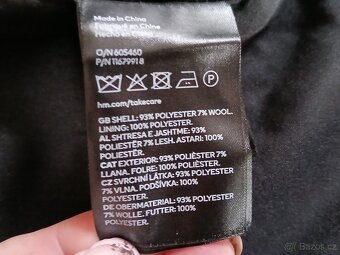 Made in China
Fabriqué en Chine
Hecho en China
O/N 605460
P/N 11679918
P
hm.com/takecare
GB SHELL: 93% POLYESTER 7% WOOL.
LINING: 100% POLYESTER
AL SHTRESA E JASHTME: 93%
POLIESTËR 7% LESH. ASTARI: 100%
POLIESTËR
CAT EXTERIOR: 93% POLIÈSTER 7%
LLANA. FOLRE: 100% POLIÈSTER
CZ SVRCHNÍ LÁTKA: 93% POLYESTER
7% VLNA. PODŠÍVKA: 100%
POLYESTER
DE OBERMATERIAL: 93% POLYESTER
7% WOLLE. FUTTER: 100%
POLYESTER
Bazoš.cz